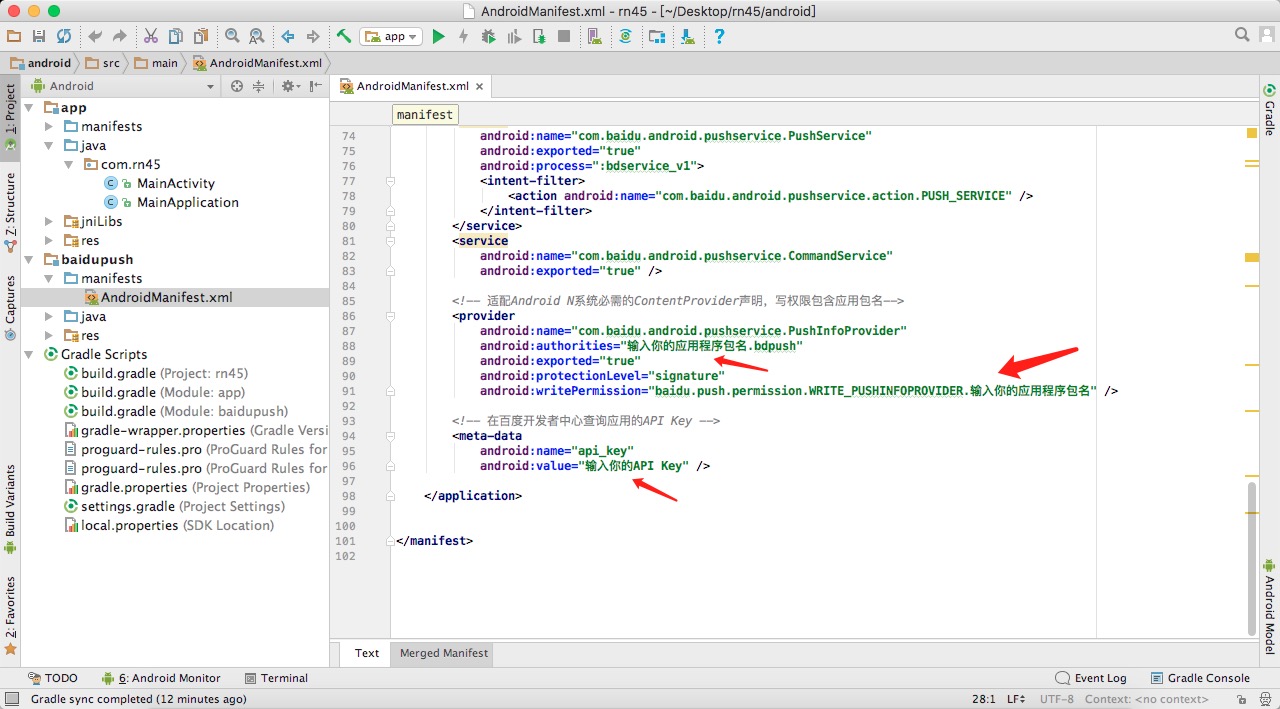 AndroidManifest.xml - rn45 - [~/Desktop/rn45/android]
app
android
src
main
AndroidManifest.xml
1: Project
Z: Structure
Captures
Build Variants
2: Favorites
Android
app
manifests
java
com.rn45
MainActivity
MainApplication
jniLibs
res
baidupush
manifests
AndroidManifest.xml
java
res
Gradle Scripts
build.gradle (Project: rn45)
build.gradle (Module: app)
build.gradle (Module: baidupush)
gradle-wrapper.properties (Gradle Versi
proguard-rules.pro (ProGuard Rules for
proguard-rules.pro (ProGuard Rules for
gradle.properties (Project Properties)
settings.gradle (Project Settings)
local.properties (SDK Location)
AndroidManifest.xml
manifest
74 android:name="com.baidu.android.pushservice.PushService"
75 android:exported="true"
76 android:process=":bdservice_v1">
77 <intent-filter>
78 <action android:name="com.baidu.android.pushservice.action.PUSH_SERVICE" />
79 </intent-filter>
80 </service>
81 <service
82 android:name="com.baidu.android.pushservice.CommandService"
83 android:exported="true" />
84
85 <!-- 适配Android N系统必需的ContentProvider声明，写权限包含应用包名-->
86 <provider
87 android:name="com.baidu.android.pushservice.PushInfoProvider"
88 android:authorities="输入你的应用程序包名.bdpush"
89 android:exported="true"
90 android:protectionLevel="signature"
91 android:writePermission="baidu.push.permission.WRITE_PUSHINFOPROVIDER.输入你的应用程序包名" />
92
93 <!-- 在百度开发者中心查询应用的API Key -->
94 <meta-data
95 android:name="api_key"
96 android:value="输入你的API Key" />
97
98 </application>
99
100
101 </manifest>
102
Text
Merged Manifest
Gradle
Android Model
TODO
6: Android Monitor
Terminal
Event Log
Gradle Console
Gradle sync completed (12 minutes ago)
28:1
LF
UTF-8
Context: <no context>